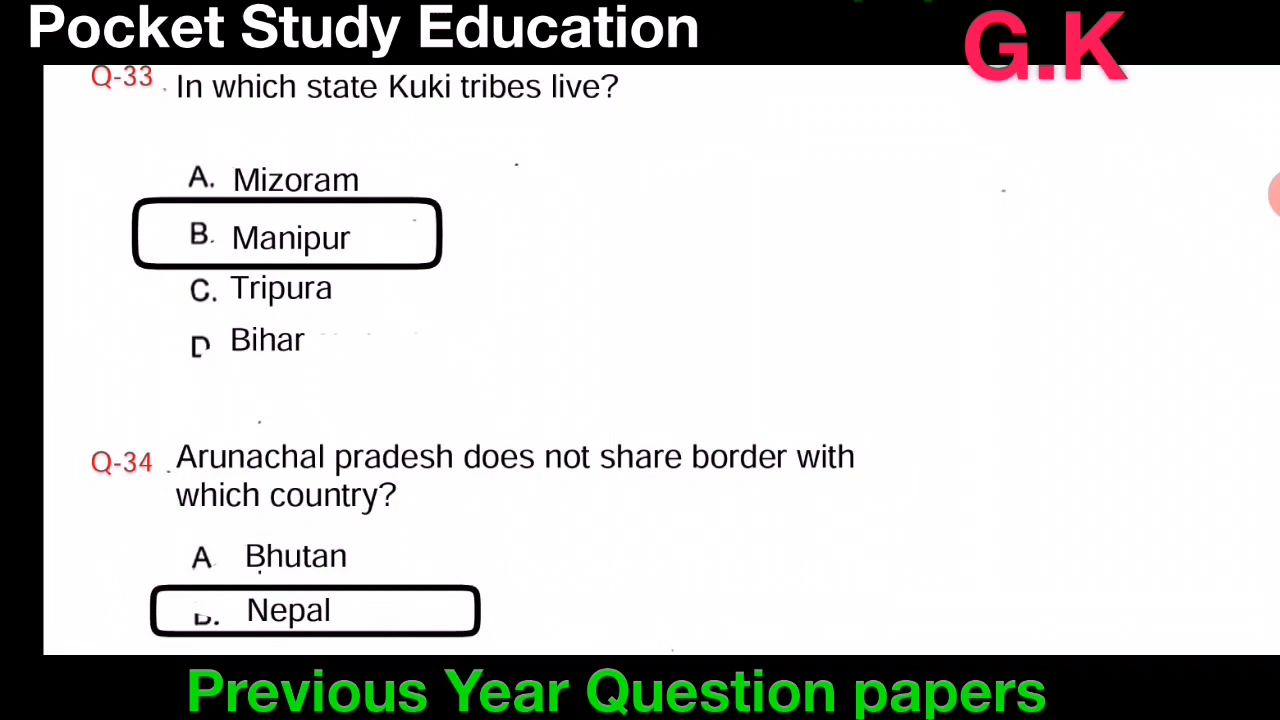 Pocket Study Education
G.K
Q-33 . In which state Kuki tribes live?
A. Mizoram
B. Manipur
C. Tripura
D Bihar
Q-34 . Arunachal pradesh does not share border with
which country?
A Bhutan
B. Nepal
Previous Year Question papers